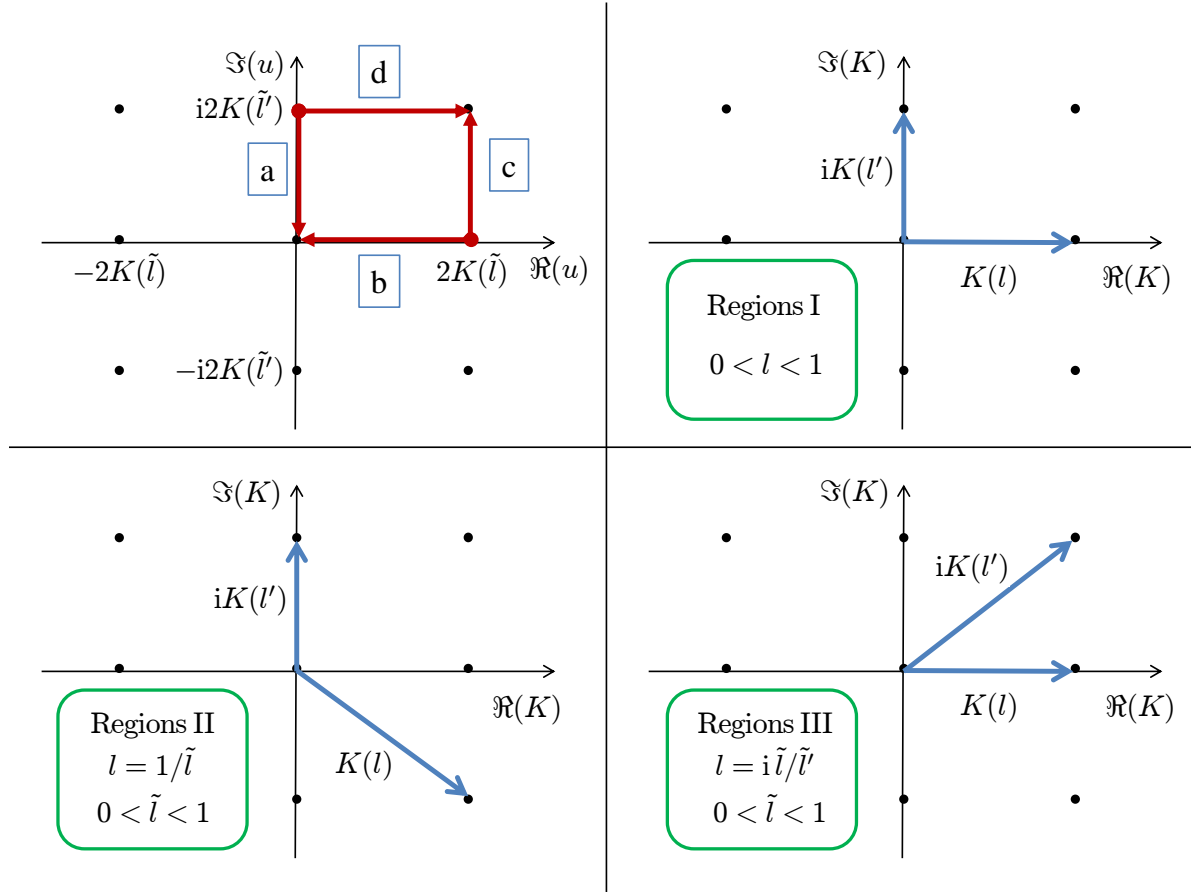 ℑ(u)
d
i2K(l̃′)
a
c
−2K(l̃)
2K(l̃)
ℜ(u)
b
−i2K(l̃′)
ℑ(K)
iK(l′)
K(l)
ℜ(K)
Regions I
0 < l < 1
ℑ(K)
iK(l′)
ℜ(K)
K(l)
Regions II
l = 1/l̃
0 < l̃ < 1
ℑ(K)
iK(l′)
K(l)
ℜ(K)
Regions III
l = i l̃/l̃′
0 < l̃ < 1